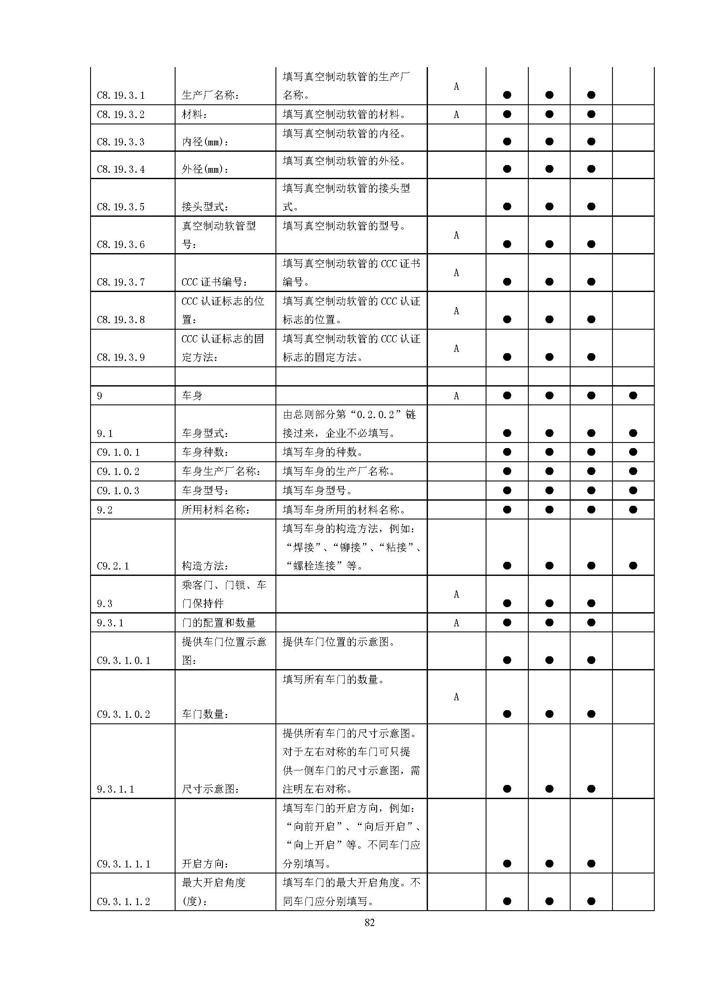 填写真空制动软管的生产厂
C8.19.3.1 生产厂名称： 名称。 A ● ● ●
C8.19.3.2 材料： 填写真空制动软管的材料。 A ● ● ●
填写真空制动软管的内径。
C8.19.3.3 内径(mm)： ● ● ●
填写真空制动软管的外径。
C8.19.3.4 外径(mm)： ● ● ●
填写真空制动软管的接头型
C8.19.3.5 接头型式： 式。 ● ● ●
真空制动软管型 填写真空制动软管的型号。
C8.19.3.6 号： A ● ● ●
填写真空制动软管的 CCC 证书
C8.19.3.7 CCC 证书编号： 编号。 A ● ● ●
CCC 认证标志的位 填写真空制动软管的 CCC 认证
C8.19.3.8 置： 标志的位置。 A ● ● ●
CCC 认证标志的固 填写真空制动软管的 CCC 认证
C8.19.3.9 定方法： 标志的固定方法。 A ● ● ●
9 车身 A ● ● ● ●
由总则部分第“0.2.0.2”链
9.1 车身型式： 接过来，企业不必填写。 ● ● ● ●
C9.1.0.1 车身种数： 填写车身的种数。 ● ● ● ●
C9.1.0.2 车身生产厂名称： 填写车身的生产厂名称。 ● ● ● ●
C9.1.0.3 车身型号： 填写车身型号。 ● ● ● ●
9.2 所用材料名称： 填写车身所用的材料名称。 ● ● ● ●
填写车身的构造方法，例如：
“焊接”、“铆接”、“粘接”、
C9.2.1 构造方法： “螺栓连接”等。 ● ● ● ●
乘客门、门锁、车
9.3 门保持件 A ● ● ●
9.3.1 门的配置和数量 A ● ● ●
提供车门位置示意 提供车门位置的示意图。
C9.3.1.0.1 图： ● ● ●
填写所有车门的数量。
C9.3.1.0.2 车门数量： A ● ● ●
提供所有车门的尺寸示意图。
对于左右对称的车门可只提
供一侧车门的尺寸示意图，需
9.3.1.1 尺寸示意图： 注明左右对称。 ● ● ●
填写车门的开启方向，例如：
“向前开启”、“向后开启”、
“向上开启”等。不同车门应
C9.3.1.1.1 开启方向： 分别填写。 ● ● ●
最大开启角度 填写车门的最大开启角度。不
C9.3.1.1.2 (度)： 同车门应分别填写。 ● ● ●
82